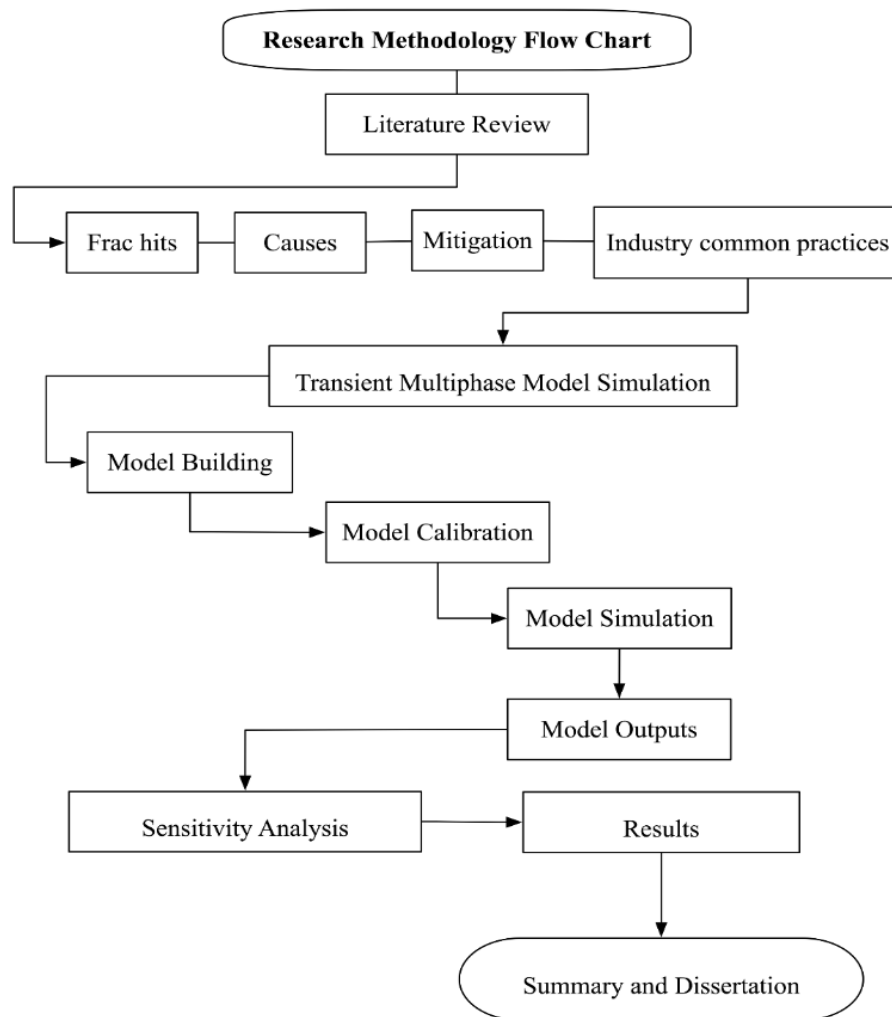 Research Methodology Flow Chart
Literature Review
Frac hits
Causes
Mitigation
Industry common practices
Transient Multiphase Model Simulation
Model Building
Model Calibration
Model Simulation
Model Outputs
Sensitivity Analysis
Results
Summary and Dissertation